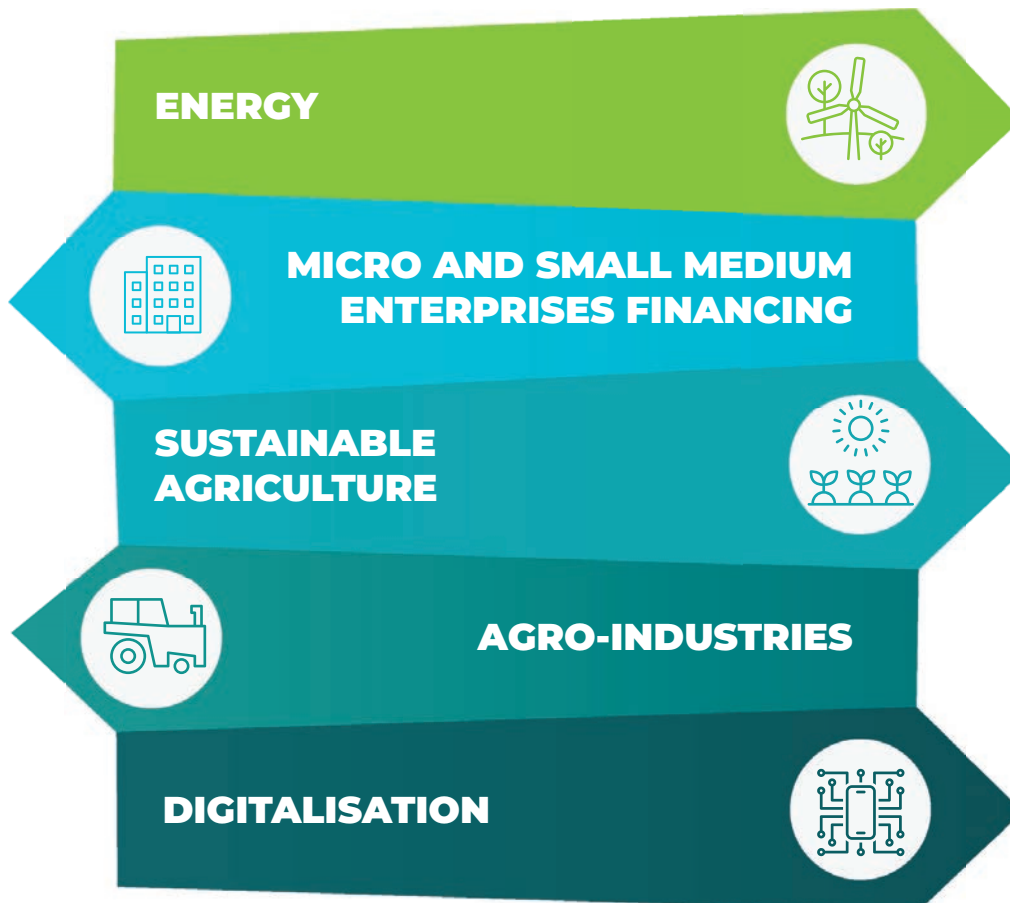 ENERGY
MICRO AND SMALL MEDIUM
ENTERPRISES FINANCING
SUSTAINABLE
AGRICULTURE
AGRO-INDUSTRIES
DIGITALISATION